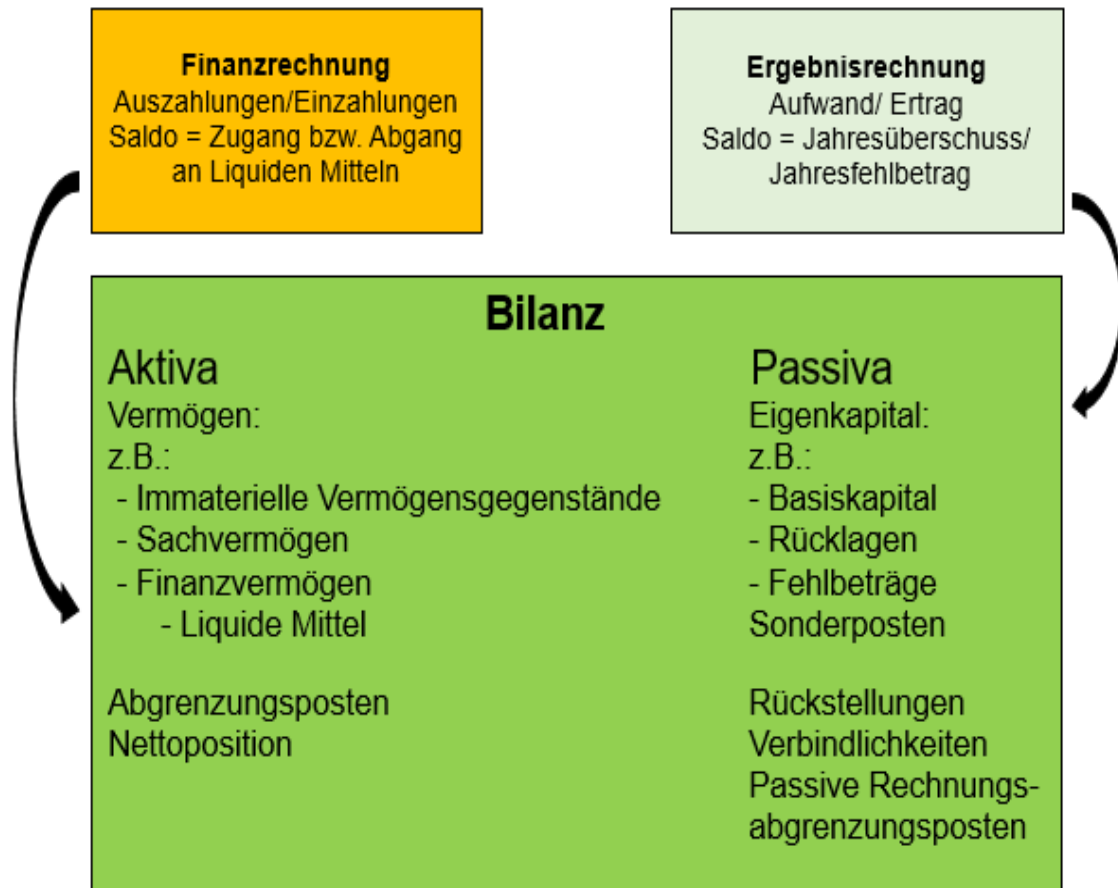 Finanzrechnung
Auszahlungen/Einzahlungen
Saldo = Zugang bzw. Abgang
an Liquiden Mitteln
Ergebnisrechnung
Aufwand/ Ertrag
Saldo = Jahresüberschuss/
Jahresfehlbetrag
Bilanz
Aktiva
Vermögen:
z.B.:
- Immaterielle Vermögensgegenstände
- Sachvermögen
- Finanzvermögen
- Liquide Mittel
Abgrenzungsposten
Nettoposition
Passiva
Eigenkapital:
z.B.:
- Basiskapital
- Rücklagen
- Fehlbeträge
Sonderposten
Rückstellungen
Verbindlichkeiten
Passive Rechnungs-
abgrenzungsposten